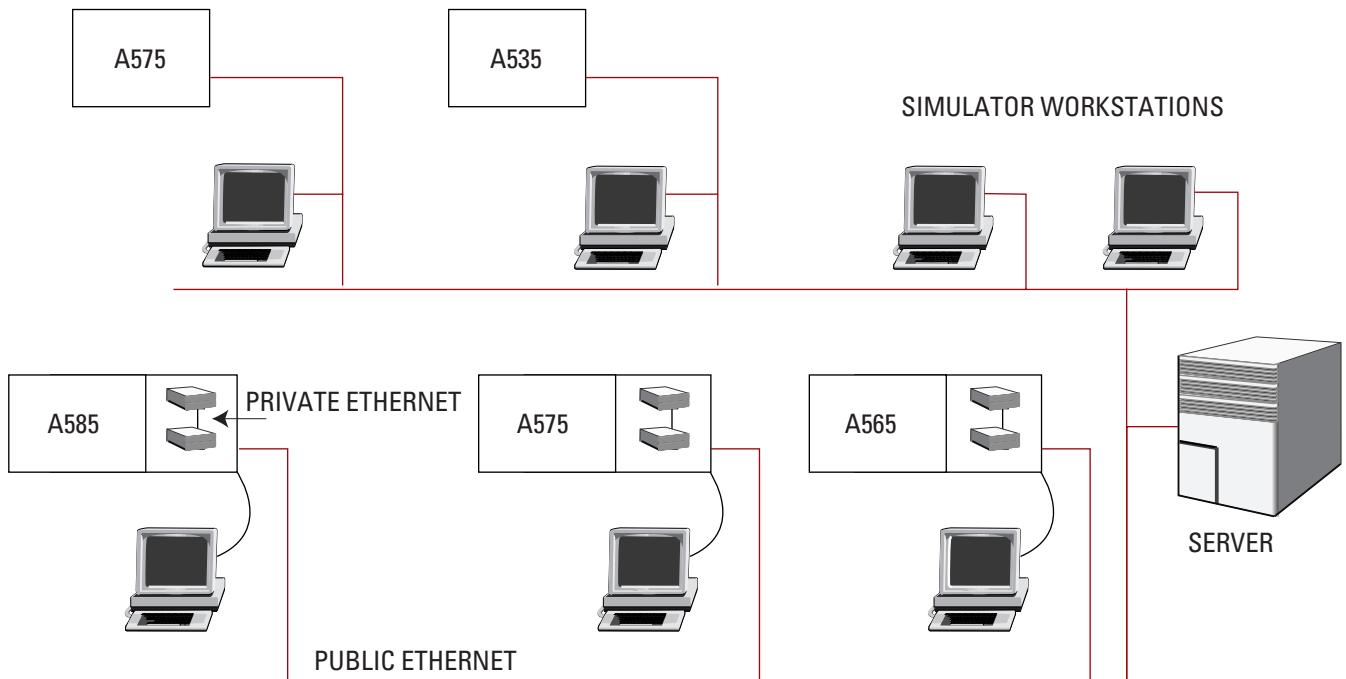 A575
A535
SIMULATOR WORKSTATIONS
A585
PRIVATE ETHERNET
A575
A565
SERVER
PUBLIC ETHERNET